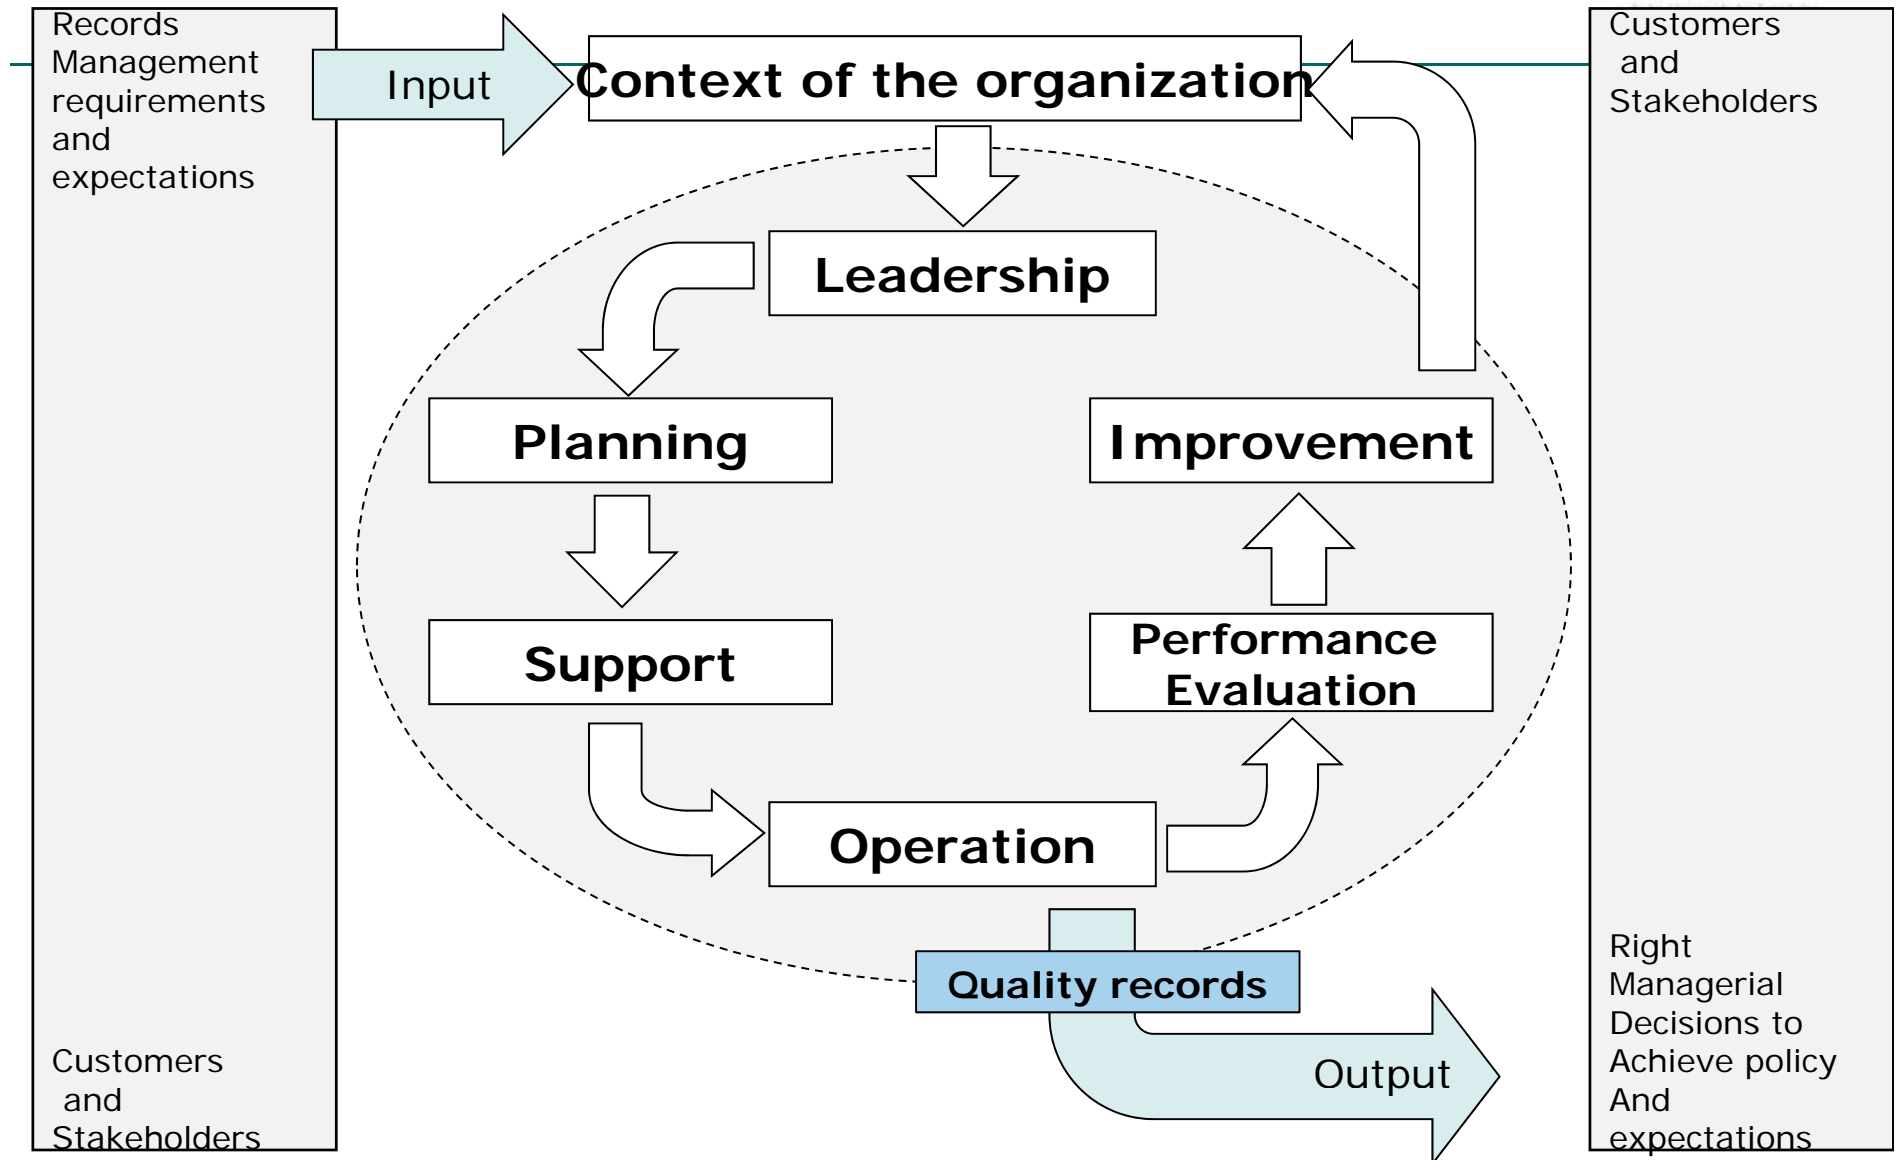 Records
Management
requirements
and
expectations
Customers
and
Stakeholders
Input
Context of the organization
Leadership
Planning
Support
Operation
Performance
Evaluation
Improvement
Quality records
Output
Customers
and
Stakeholders
Right
Managerial
Decisions to
Achieve policy
And
expectations